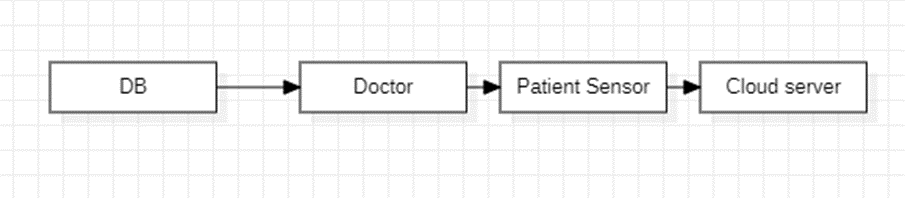 DB
Doctor
Patient Sensor
Cloud server